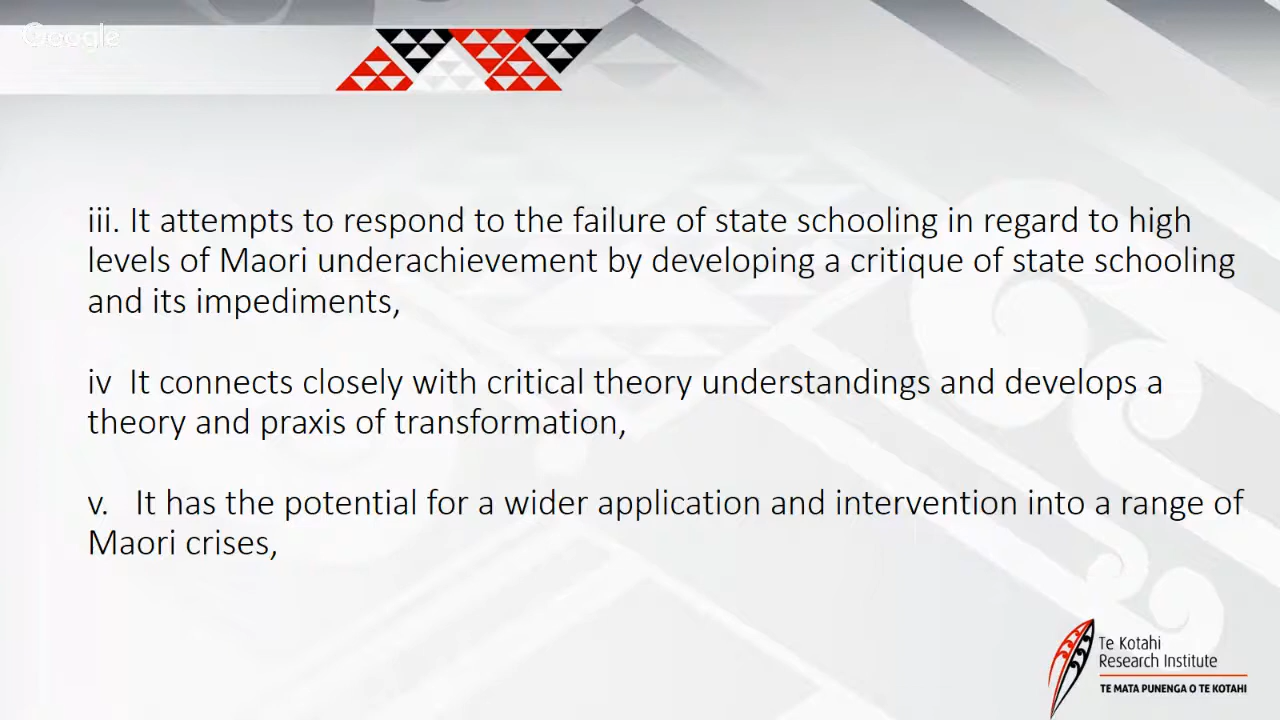 Google
iii. It attempts to respond to the failure of state schooling in regard to high
levels of Maori underachievement by developing a critique of state schooling
and its impediments,
iv It connects closely with critical theory understandings and develops a
theory and praxis of transformation,
v. It has the potential for a wider application and intervention into a range of
Maori crises,
Te Kotahi
Research Institute
TE MATA PUNENGA O TE KOTAHI